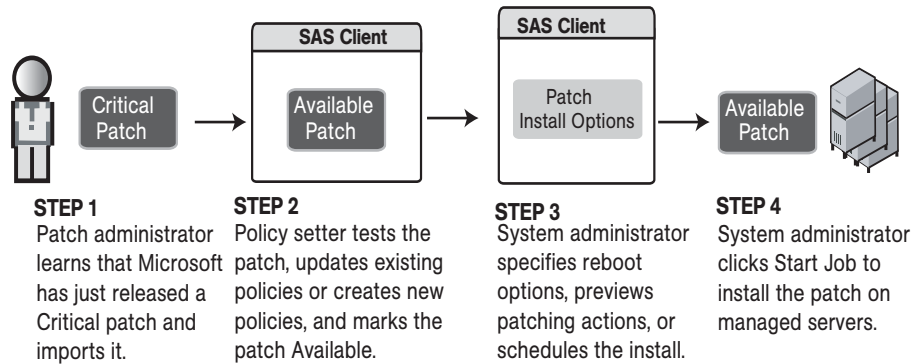 SAS Client
SAS Client
Critical
Patch
Available
Patch
Patch
Install Options
Available
Patch
STEP 1
Patch administrator
learns that Microsoft
has just released a
Critical patch and
imports it.
STEP 2
Policy setter tests the
patch, updates existing
policies or creates new
policies, and marks the
patch Available.
STEP 3
System administrator
specifies reboot
options, previews
patching actions, or
schedules the install.
STEP 4
System administrator
clicks Start Job to
install the patch on
managed servers.